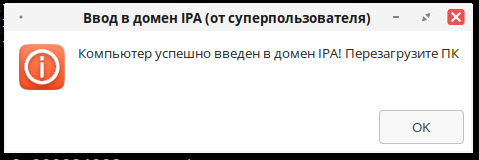 Ввод в домен IPA (от суперпользователя)
Компьютер успешно введен в домен IPA! Перезагрузите ПК
OK